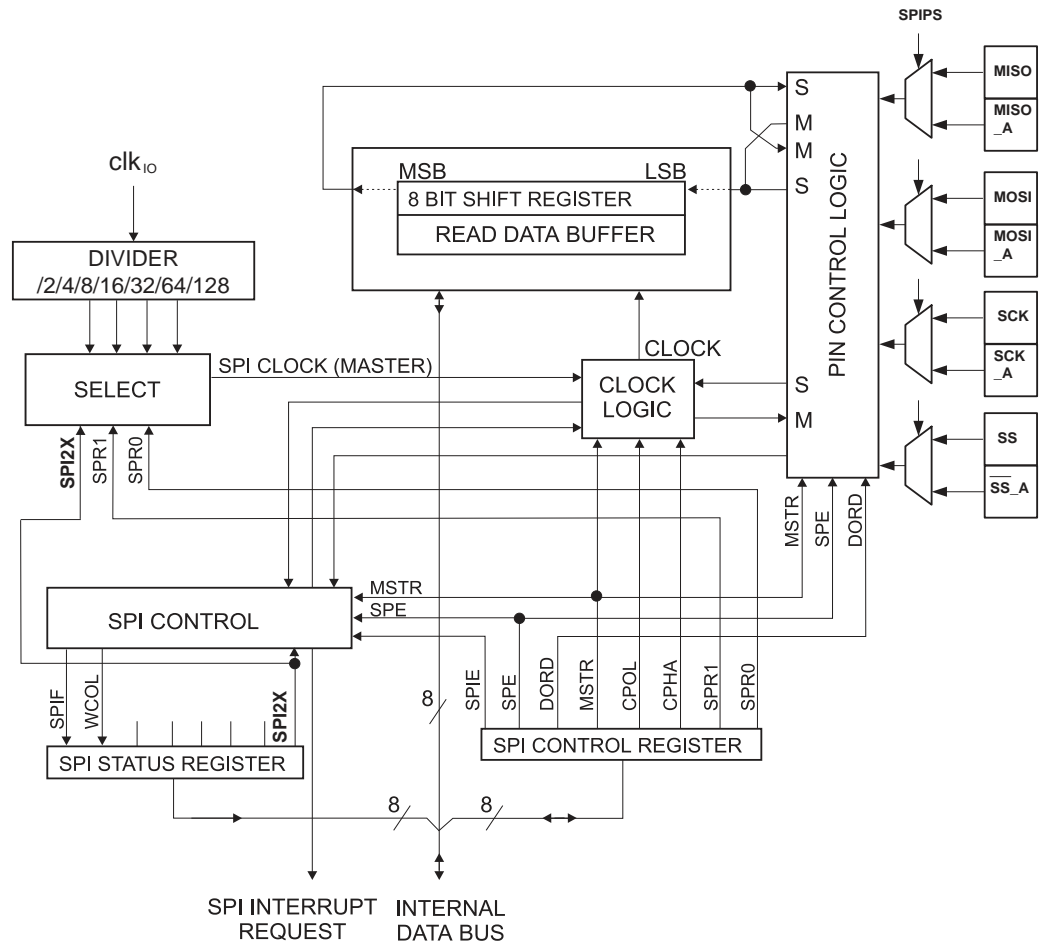 SPIPS
MISO
MISO
_A
MOSI
MOSI
_A
SCK
SCK
_A
SS
SS_A
S
M
M
S
S
M
PIN CONTROL LOGIC
MSB
LSB
8 BIT SHIFT REGISTER
READ DATA BUFFER
clkIO
DIVIDER
/2/4/8/16/32/64/128
SELECT
SPI CLOCK (MASTER)
CLOCK
CLOCK
LOGIC
SPI2X
SPR1
SPR0
MSTR
SPE
DORD
MSTR
SPE
SPI CONTROL
SPIF
WCOL
SPI2X
8
SPIE
SPE
DORD
MSTR
CPOL
CPHA
SPR1
SPR0
SPI STATUS REGISTER
SPI CONTROL REGISTER
8
8
SPI INTERRUPT
REQUEST
INTERNAL
DATA BUS